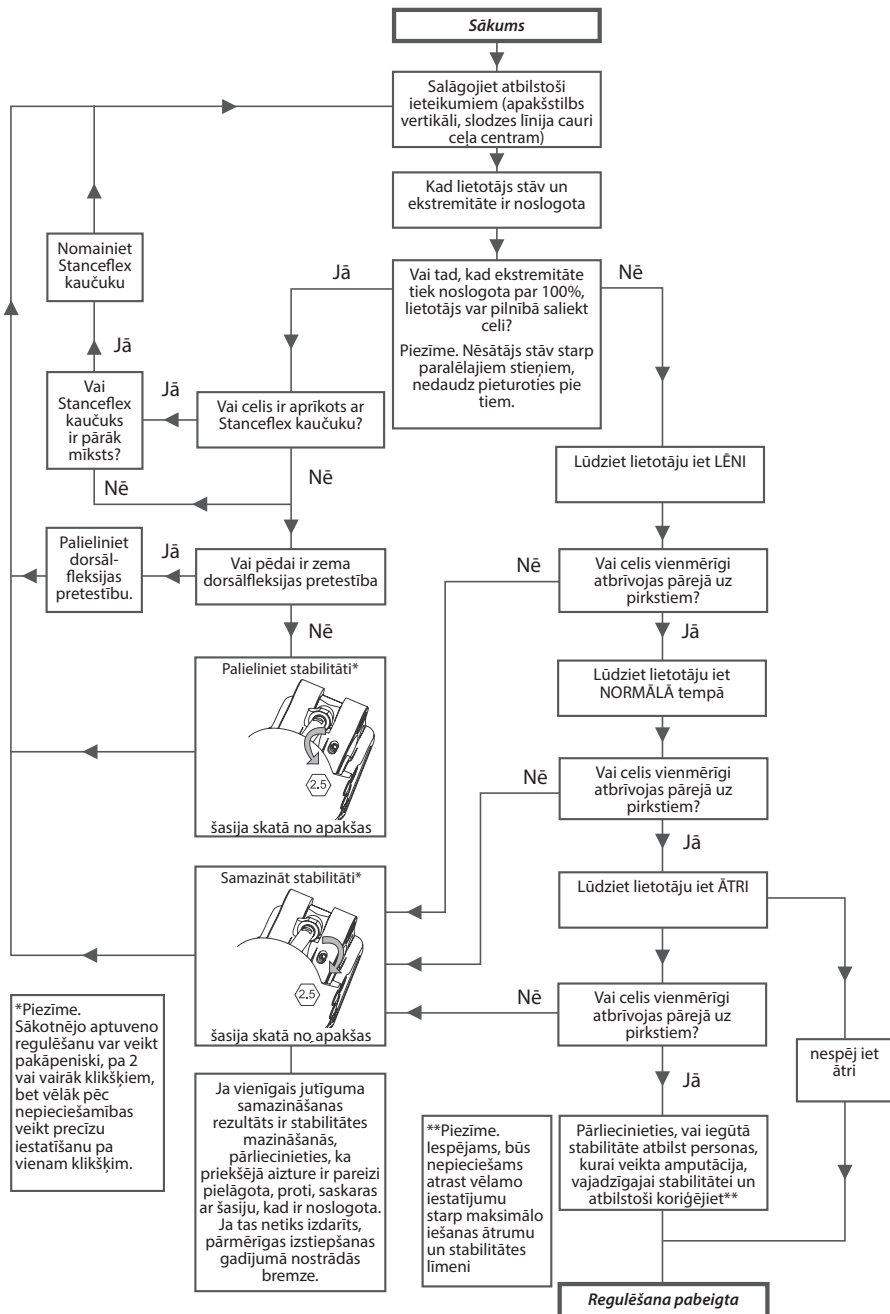 Sākums
Salāgojiet atbilstoši
ieteikumiem (apakšstilbs
vertikāli, slodzes līnija cauri
ceļa centram)
Kad lietotājs stāv un
ekstremitāte ir noslogota
Vai tad, kad ekstremitāte
tiek noslogota par 100%,
lietotājs var pilnībā saliekt
celi?
Piezīme. Nēsātājs stāv starp
paralēlajiem stieņiem,
nedaudz pieturoties pie
tiem.
Jā
Nē
Nomainiet
Stanceflex
kaučuku
Jā
Vai
Stanceflex
kaučuks
ir pārāk
mīksts?
Jā
Vai celis ir aprīkots ar
Stanceflex kaučuku?
Nē
Nē
Lūdziet lietotāju iet LĒNI
Palieliniet
dorsāl-
fleksijas
pretestību.
Jā
Vai pēdai ir zema
dorsālfleksijas pretestība
Nē
Nē
Vai celis vienmērīgi
atbrīvojas pārejā uz
pirkstiem?
Jā
Palieliniet stabilitāti*
2.5
šasija skatā no apakšas
Lūdziet lietotāju iet
NORMĀLĀ tempā
Nē
Vai celis vienmērīgi
atbrīvojas pārejā uz
pirkstiem?
Jā
Samazināt stabilitāti*
2.5
šasija skatā no apakšas
Lūdziet lietotāju iet ĀTRI
Nē
Vai celis vienmērīgi
atbrīvojas pārejā uz
pirkstiem?
Jā
nespēj iet
ātri
*Piezīme.
Sākotnējo aptuveno
regulēšanu var veikt
pakāpeniski, pa 2
vai vairāk klikšķiem,
bet vēlāk pēc
nepieciešamības
veikt precīzu
iestatīšanu pa
vienam klikšķim.
Ja vienīgais jutīguma
samazināšanas
rezultāts ir stabilitātes
mazināšanās,
pārliecinieties, ka
priekšējā aizture ir pareizi
pielāgota, proti, saskaras
ar šasiju, kad ir noslogota.
Ja tas netiks izdarīts,
pārmērīgas izstiepšanas
gadījumā nostrādās
bremze.
**Piezīme.
Iespējams, būs
nepieciešams
atrast vēlamo
iestatījumu
starp maksimālo
iešanas ātrumu
un stabilitātes
līmeni
Pārliecinieties, vai iegūtā
stabilitāte atbilst personas,
kurai veikta amputācija,
vajadzīgajai stabilitātei un
atbilstoši koriģējiet**
Regulēšana pabeigta